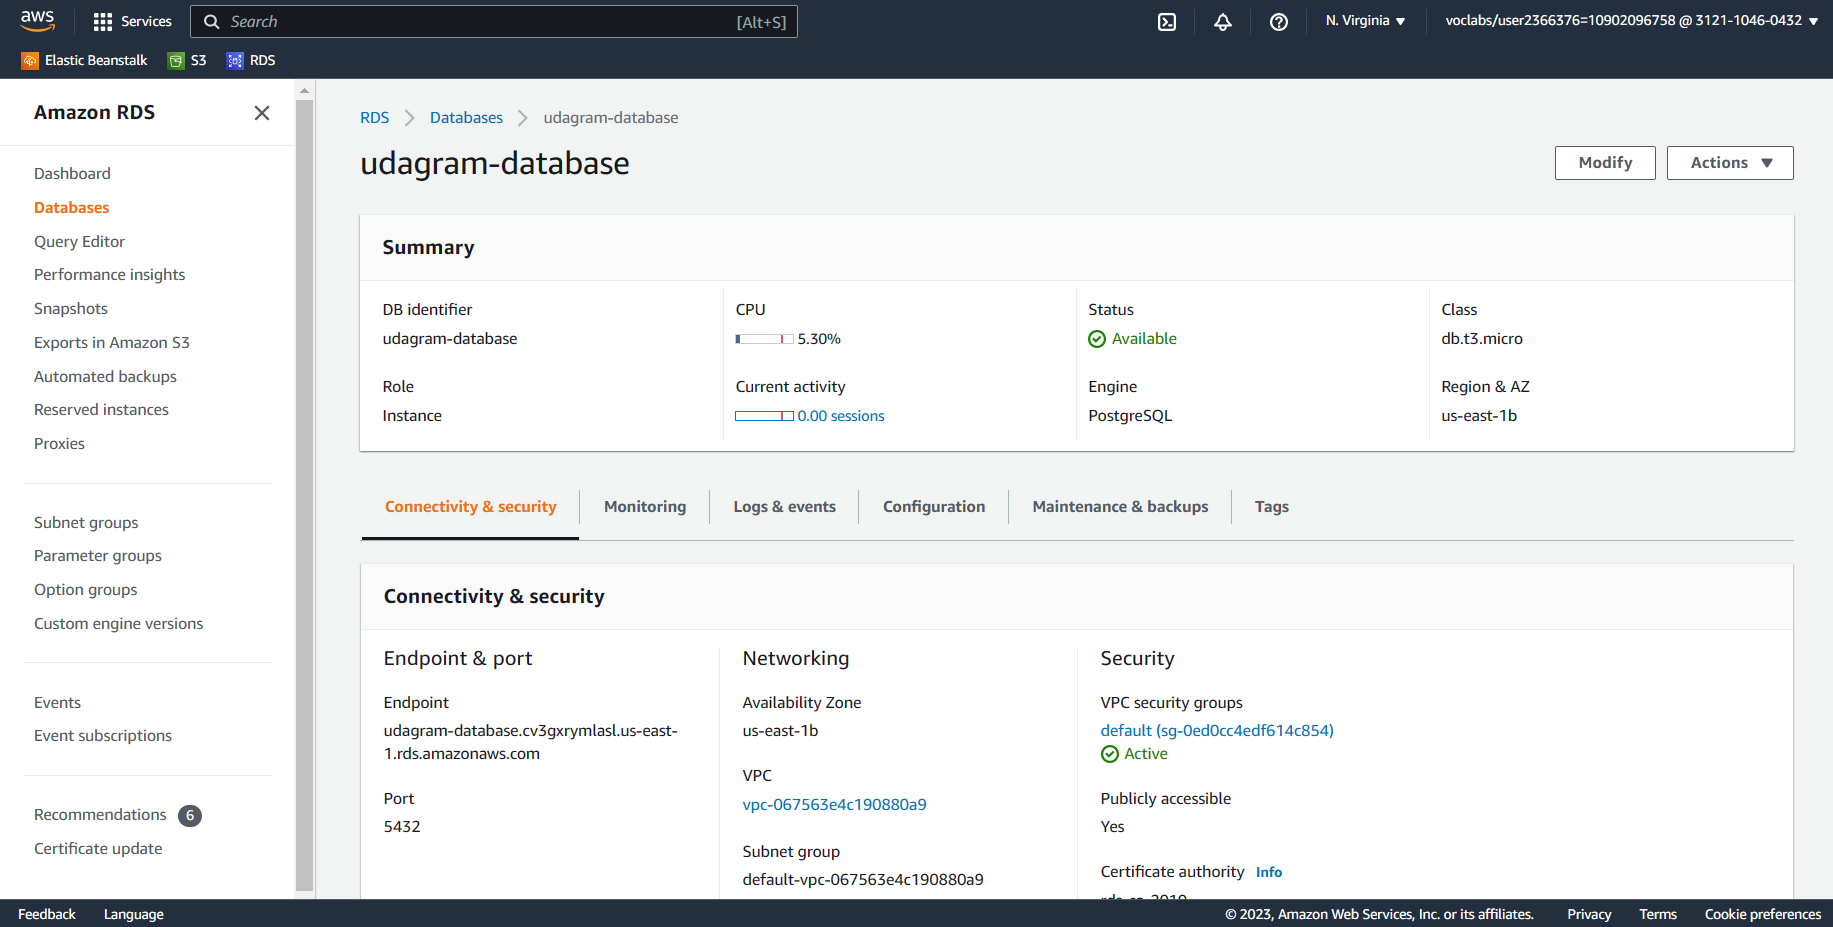 aws
Services
Search
[Alt+S]
N. Virginia
voclabs/user2366376=10902096758 @ 3121-1046-0432
Elastic Beanstalk
S3
RDS
Amazon RDS
Dashboard
Databases
Query Editor
Performance insights
Snapshots
Exports in Amazon S3
Automated backups
Reserved instances
Proxies
Subnet groups
Parameter groups
Option groups
Custom engine versions
Events
Event subscriptions
Recommendations 6
Certificate update
RDS
Databases
udagram-database
udagram-database
Modify
Actions
Summary
DB identifier
udagram-database
CPU
5.30%
Status
Available
Class
db.t3.micro
Role
Instance
Current activity
0.00 sessions
Engine
PostgreSQL
Region & AZ
us-east-1b
Connectivity & security
Monitoring
Logs & events
Configuration
Maintenance & backups
Tags
Connectivity & security
Endpoint & port
Endpoint
udagram-database.cv3gxrymlasl.us-east-
1.rds.amazonaws.com
Port
5432
Networking
Availability Zone
us-east-1b
VPC
vpc-067563e4c190880a9
Subnet group
default-vpc-067563e4c190880a9
Security
VPC security groups
default (sg-0ed0cc4edf614c854)
Active
Publicly accessible
Yes
Certificate authority Info
rds-ca-2019
Feedback
Language
© 2023, Amazon Web Services, Inc. or its affiliates.
Privacy
Terms
Cookie preferences